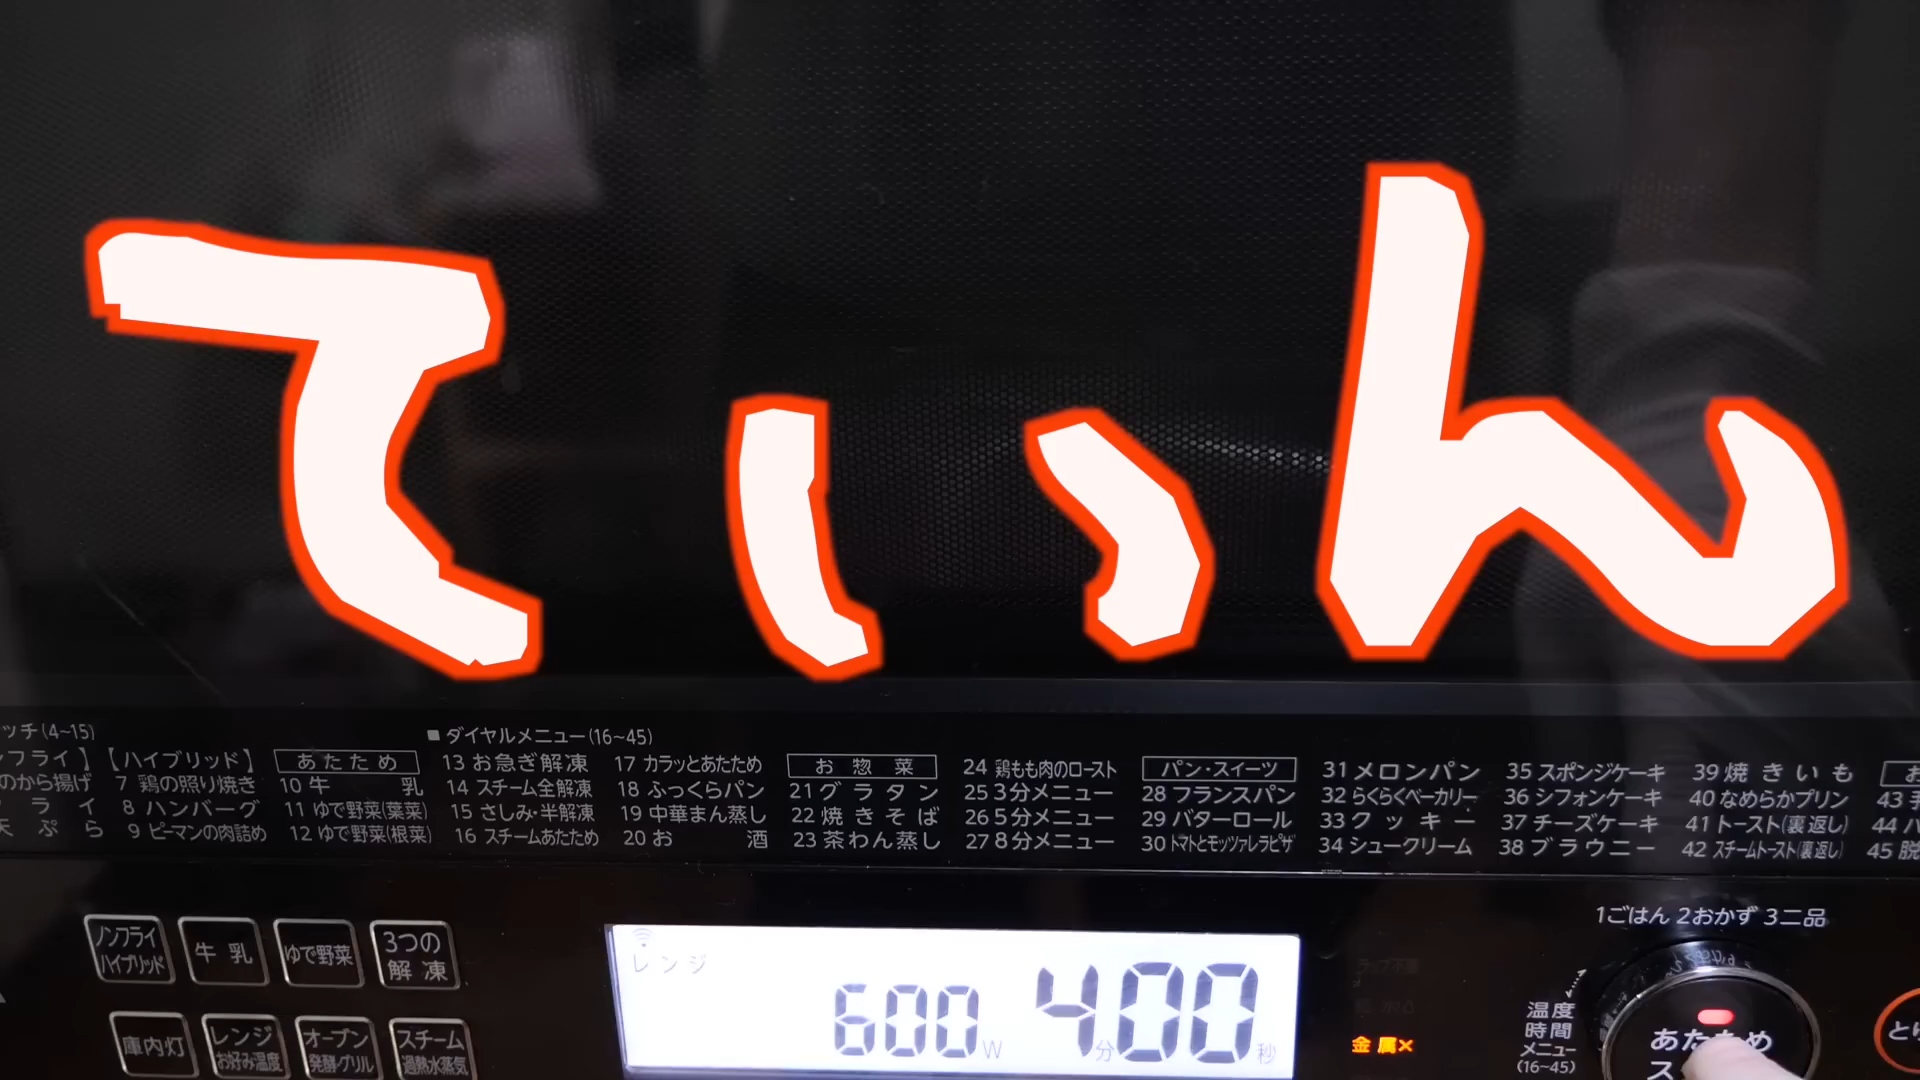 てぃん
ッチ(4~15)
■ダイヤルメニュー(16~45)
フライ】【ハイブリッド】 あたため 13 お急ぎ解凍 17 カラッとあたため お惣菜 24 鶏もも肉のロースト パン・スイーツ 31 メロンパン 35 スポンジケーキ 39 焼きいも
のから揚げ 7 鶏の照り焼き 10 牛乳 14 スチーム全解凍 18 ふっくらパン 21 グラタン 25 3分メニュー 28 フランスパン 32 らくらくベーカリー 36 シフォンケーキ 40 なめらかプリン 43
ライ 8 ハンバーグ 11 ゆで野菜(葉菜) 15 さしみ・半解凍 19 中華まん蒸し 22 焼きそば 26 5分メニュー 29 バターロール 33 クッキー 37 チーズケーキ 41 トースト(裏返し) 44
天ぷら 9 ピーマンの肉詰め 12 ゆで野菜(根菜) 16 スチームあたため 20 お酒 23 茶わん蒸し 27 8分メニュー 30 トマトとモッツァレラピザ 34 シュークリーム 38 ブラウニー 42 スチームトースト(裏返し) 45 脱
1ごはん 2おかず 3二品
ノンフライ
ハイブリッド
牛乳
ゆで野菜
3つの
解凍
レンジ
600W 4分00秒
金属×
温度
時間
メニュー
(16~45)
あたため
ス
庫内灯
レンジ
お好み温度
オーブン
発酵・グリル
スチーム
過熱水蒸気